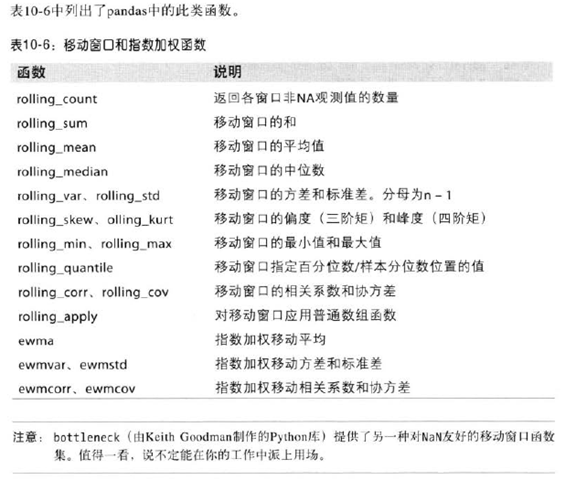 表10-6中列出了pandas中的此类函数。
表10-6：移动窗口和指数加权函数
函数 说明
rolling_count 返回各窗口非NA观测值的数量
rolling_sum 移动窗口的和
rolling_mean 移动窗口的平均值
rolling_median 移动窗口的中位数
rolling_var、rolling_std 移动窗口的方差和标准差。分母为n－1
rolling_skew、olling_kurt 移动窗口的偏度（三阶矩）和峰度（四阶矩）
rolling_min、rolling_max 移动窗口的最小值和最大值
rolling_quantile 移动窗口指定百分位数/样本分位数位置的值
rolling_corr、rolling_cov 移动窗口的相关系数和协方差
rolling_apply 对移动窗口应用普通数组函数
ewma 指数加权移动平均
ewmvar、ewmstd 指数加权移动方差和标准差
ewmcorr、ewmcov 指数加权移动相关系数和协方差
注意： bottleneck（由Keith Goodman制作的Python库）提供了另一种对NaN友好的移动窗口函数
集。值得一看，说不定能在你的工作中派上用场。